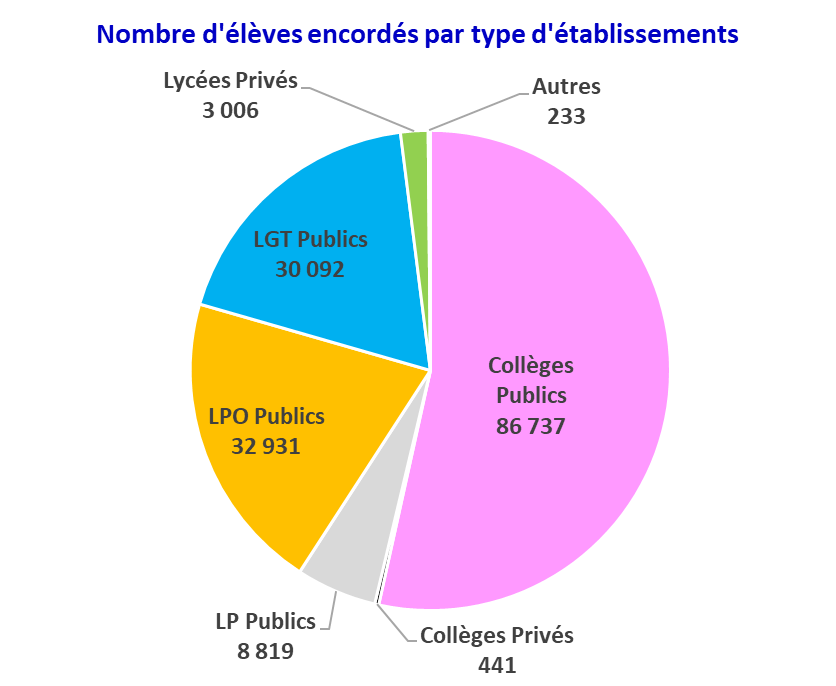 Nombre d'élèves encordés par type d'établissements
Lycées Privés
3 006
Autres
233
LGT Publics
30 092
Collèges
Publics
86 737
LPO Publics
32 931
LP Publics
8 819
Collèges Privés
441